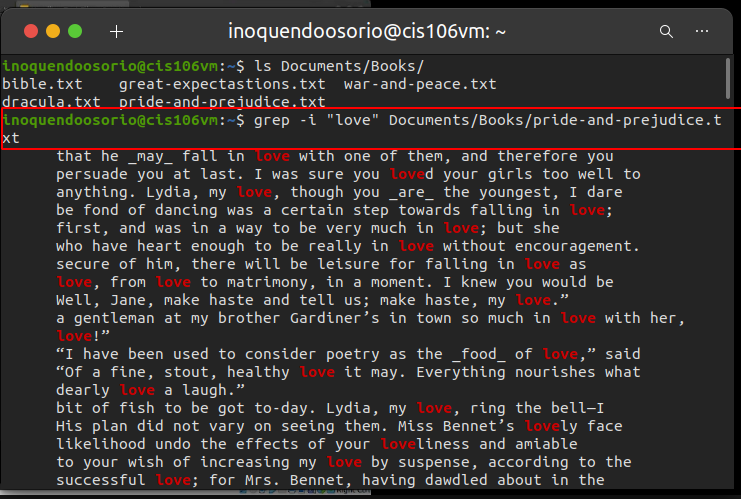 inoquendoosorio@cis106vm: ~
inoquendoosorio@cis106vm:~$ ls Documents/Books/
bible.txt    great-expectastions.txt  war-and-peace.txt
dracula.txt  pride-and-prejudice.txt
inoquendoosorio@cis106vm:~$ grep -i "love" Documents/Books/pride-and-prejudice.t
xt
that he _may_ fall in love with one of them, and therefore you
persuade you at last. I was sure you loved your girls too well to
anything. Lydia, my love, though you _are_ the youngest, I dare
be fond of dancing was a certain step towards falling in love;
first, and was in a way to be very much in love; but she
who have heart enough to be really in love without encouragement.
secure of him, there will be leisure for falling in love as
love, from love to matrimony, in a moment. I knew you would be
Well, Jane, make haste and tell us; make haste, my love.”
a gentleman at my brother Gardiner’s in town so much in love with her,
love!”
“I have been used to consider poetry as the _food_ of love,” said
“Of a fine, stout, healthy love it may. Everything nourishes what
dearly love a laugh.”
bit of fish to be got to-day. Lydia, my love, ring the bell—I
His plan did not vary on seeing them. Miss Bennet’s lovely face
likelihood undo the effects of your loveliness and amiable
to your wish of increasing my love by suspense, according to the
successful love; for Mrs. Bennet, having dawdled about in the